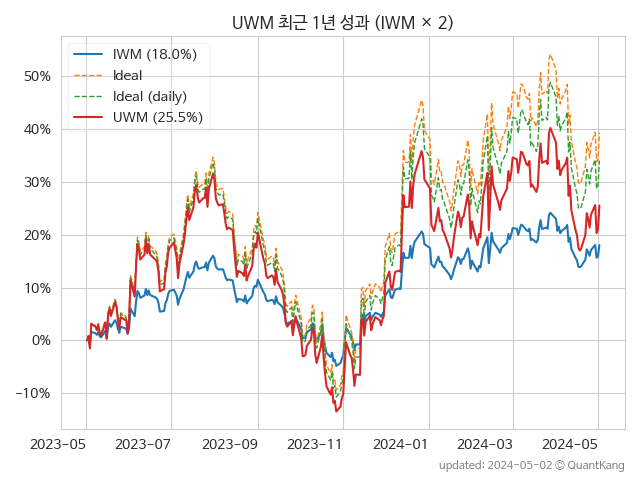 UWM 최근 1년 성과 (IWM × 2)
IWM (18.0%)
Ideal
Ideal (daily)
UWM (25.5%)
50%
40%
30%
20%
10%
0%
−10%
2023-05
2023-07
2023-09
2023-11
2024-01
2024-03
2024-05
updated: 2024-05-02 © QuantKang